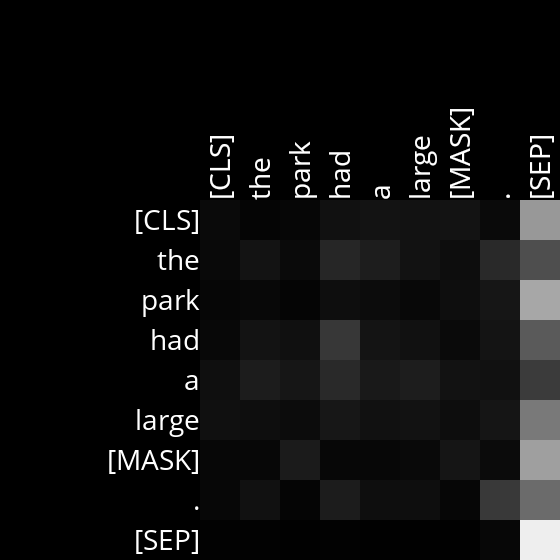 [CLS] the park had a large [MASK] . [SEP]
[CLS]
the
park
had
a
large
[MASK]
.
[SEP]